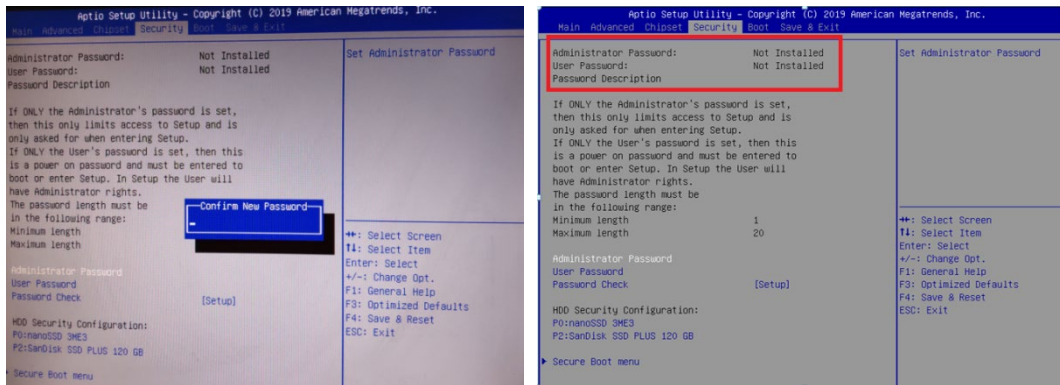 Aptio Setup Utility – Copyright (C) 2019 American Megatrends, Inc.
Main Advanced Chipset Security Boot Save & Exit
Administrator Password: Not Installed
User Password: Not Installed
Password Description
If ONLY the Administrator's password is set,
then this only limits access to Setup and is
only asked for when entering Setup.
If ONLY the User's password is set, then this
is a power on password and must be entered to
boot or enter Setup. In Setup the User will
have Administrator rights.
The password length must be
in the following range:
Minimum length
Maximum length
Confirm New Password
Administrator Password
User Password
Password Check [Setup]
HDD Security Configuration:
P0:nanoSSD 3ME3
P2:SanDisk SSD PLUS 120 GB
Secure Boot menu
Set Administrator Password
++: Select Screen
↑↓: Select Item
Enter: Select
+/-: Change Opt.
F1: General Help
F3: Optimized Defaults
F4: Save & Reset
ESC: Exit
Aptio Setup Utility – Copyright (C) 2019 American Megatrends, Inc.
Main Advanced Chipset Security Boot Save & Exit
Administrator Password: Not Installed
User Password: Not Installed
Password Description
If ONLY the Administrator's password is set,
then this only limits access to Setup and is
only asked for when entering Setup.
If ONLY the User's password is set, then this
is a power on password and must be entered to
boot or enter Setup. In Setup the User will
have Administrator rights.
The password length must be
in the following range:
Minimum length 1
Maximum length 20
Administrator Password
User Password
Password Check [Setup]
HDD Security Configuration:
P0:nanoSSD 3ME3
P2:SanDisk SSD PLUS 120 GB
Secure Boot menu
Set Administrator Password
++: Select Screen
↑↓: Select Item
Enter: Select
+/-: Change Opt.
F1: General Help
F3: Optimized Defaults
F4: Save & Reset
ESC: Exit